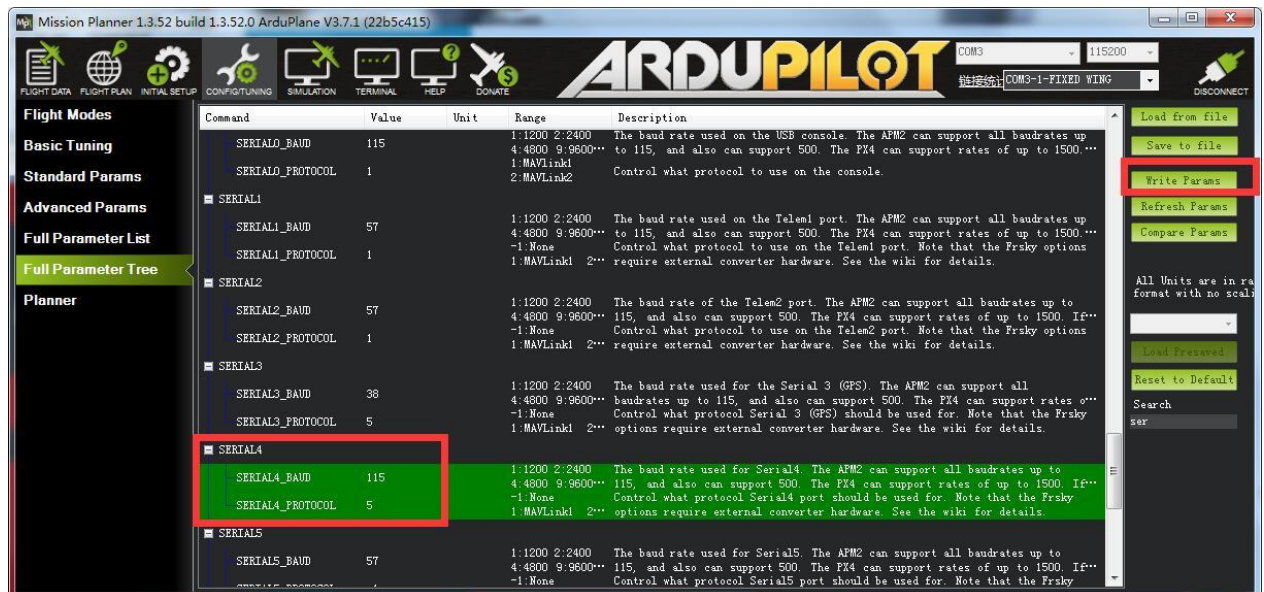 Mission Planner 1.3.52 build 1.3.52.0 ArduPlane V3.7.1 (22b5c415)
FLIGHT DATA FLIGHT PLAN INITIAL SETUP CONFIG/TUNING SIMULATION TERMINAL HELP DONATE
ARDUPILOT
COM3 115200
链接统计 COM3-1-FIXED WING
DISCONNECT
Flight Modes
Basic Tuning
Standard Params
Advanced Params
Full Parameter List
Full Parameter Tree
Planner
Command Value Unit Range Description
SERIAL0_BAUD 115 1:1200 2:2400 The baud rate used on the USB console. The APM2 can support all baudrates up
4:4800 9:9600… to 115, and also can support 500. The PX4 can support rates of up to 1500.…
SERIAL0_PROTOCOL 1 1:MAVLink1 Control what protocol to use on the console.
2:MAVLink2
SERIAL1
SERIAL1_BAUD 57 1:1200 2:2400 The baud rate used on the Telem1 port. The APM2 can support all baudrates up
4:4800 9:9600… to 115, and also can support 500. The PX4 can support rates of up to 1500.…
SERIAL1_PROTOCOL 1 -1:None Control what protocol to use on the Telem1 port. Note that the Frsky options
1:MAVLink1 2… require external converter hardware. See the wiki for details.
SERIAL2
SERIAL2_BAUD 57 1:1200 2:2400 The baud rate of the Telem2 port. The APM2 can support all baudrates up to
4:4800 9:9600… 115, and also can support 500. The PX4 can support rates of up to 1500. If…
SERIAL2_PROTOCOL 1 -1:None Control what protocol to use on the Telem2 port. Note that the Frsky options
1:MAVLink1 2… require external converter hardware. See the wiki for details.
SERIAL3
SERIAL3_BAUD 38 1:1200 2:2400 The baud rate used for the Serial 3 (GPS). The APM2 can support all
4:4800 9:9600… baudrates up to 115, and also can support 500. The PX4 can support rates o…
SERIAL3_PROTOCOL 5 -1:None Control what protocol Serial 3 (GPS) should be used for. Note that the Frsky
1:MAVLink1 2… options require external converter hardware. See the wiki for details.
SERIAL4
SERIAL4_BAUD 115 1:1200 2:2400 The baud rate used for Serial4. The APM2 can support all baudrates up to
4:4800 9:9600… 115, and also can support 500. The PX4 can support rates of up to 1500. If…
SERIAL4_PROTOCOL 5 -1:None Control what protocol Serial4 port should be used for. Note that the Frsky
1:MAVLink1 2… options require external converter hardware. See the wiki for details.
SERIAL5
SERIAL5_BAUD 57 1:1200 2:2400 The baud rate used for Serial5. The APM2 can support all baudrates up to
4:4800 9:9600… 115, and also can support 500. The PX4 can support rates of up to 1500. If…
-1:None Control what protocol Serial5 port should be used for. Note that the Frsky
Load from file
Save to file
Write Params
Refresh Params
Compare Params
All Units are in ra
format with no scali
Load Presaved
Reset to Default
Search
ser